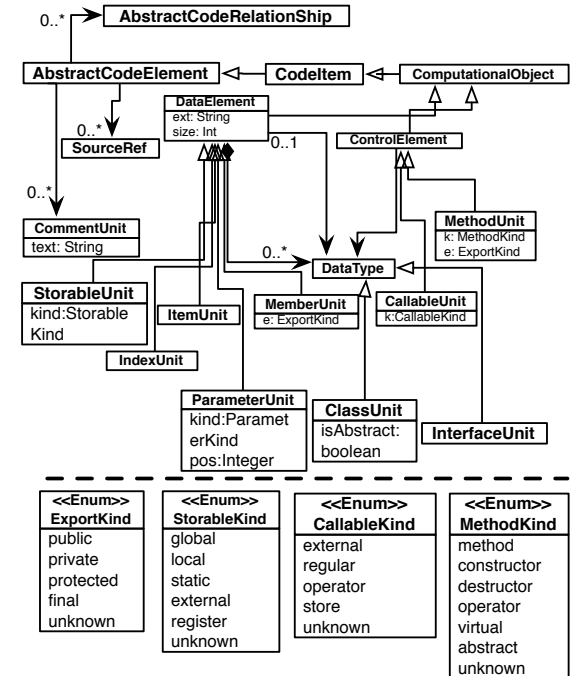 0..*
AbstractCodeRelationShip
AbstractCodeElement
CodeItem
ComputationalObject
DataElement
ext: String
size: Int
0..1
ControlElement
0..*
SourceRef
0..*
CommentUnit
text: String
MethodUnit
k: MethodKind
e: ExportKind
0..*
DataType
StorableUnit
kind:Storable
Kind
ItemUnit
MemberUnit
e: ExportKind
CallableUnit
k:CallableKind
IndexUnit
ParameterUnit
kind:Paramet
erKind
pos:Integer
ClassUnit
isAbstract:
boolean
InterfaceUnit
<<Enum>>
ExportKind
public
private
protected
final
unknown
<<Enum>>
StorableKind
global
local
static
external
register
unknown
<<Enum>>
CallableKind
external
regular
operator
store
unknown
<<Enum>>
MethodKind
method
constructor
destructor
operator
virtual
abstract
unknown